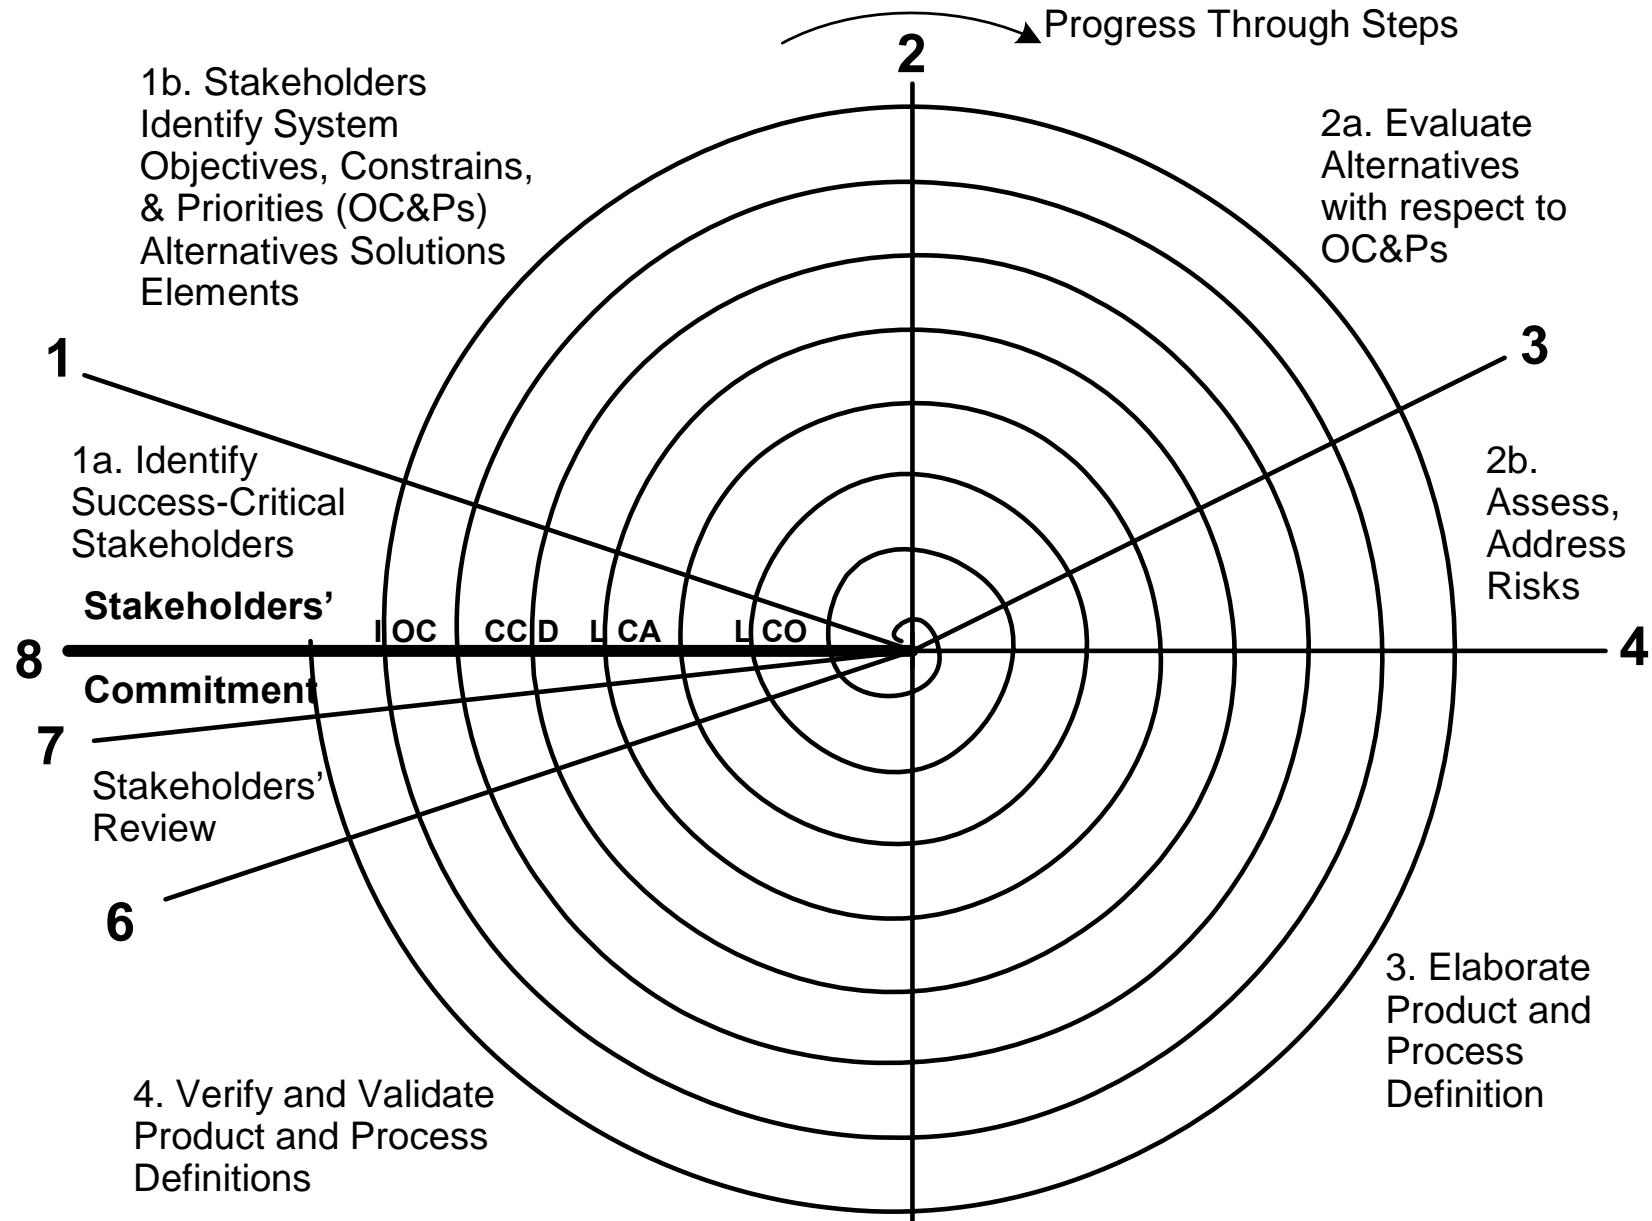 Progress Through Steps
2
1b. Stakeholders
Identify System
Objectives, Constrains,
& Priorities (OC&Ps)
Alternatives Solutions
Elements
2a. Evaluate
Alternatives
with respect to
OC&Ps
1
3
1a. Identify
Success-Critical
Stakeholders
2b.
Assess,
Address
Risks
Stakeholders’
I OC CC D L CA L CO
8
4
Commitment
7
Stakeholders’
Review
6
3. Elaborate
Product and
Process
Definition
4. Verify and Validate
Product and Process
Definitions